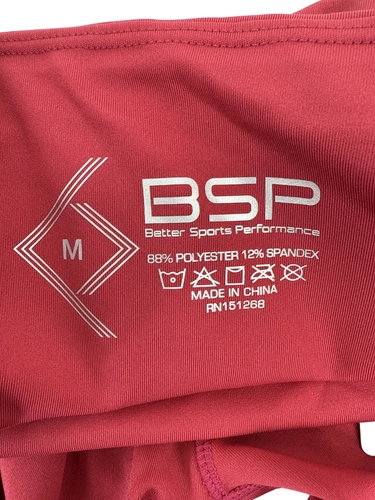 BSP
Better Sports Performance
M
88% POLYESTER 12% SPANDEX
MADE IN CHINA
RN151268